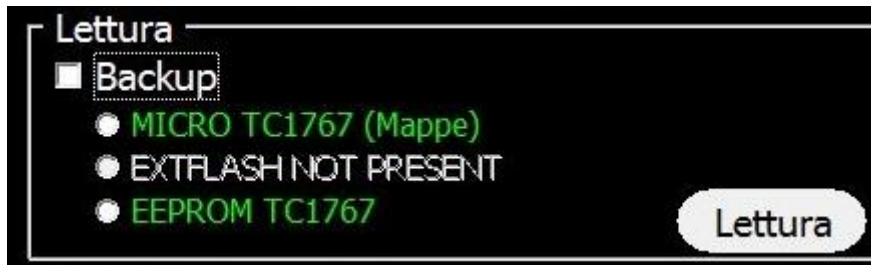 Lettura
Backup
MICRO TC1767 (Mappe)
EXTFLASH NOT PRESENT
EEPROM TC1767
Lettura